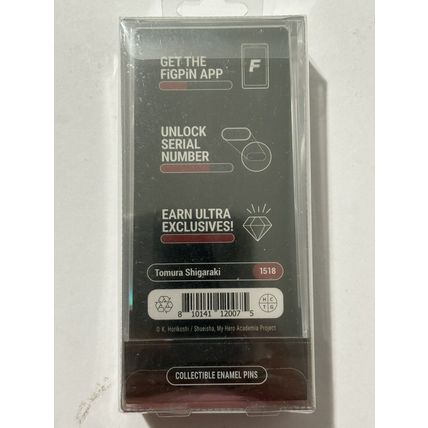 GET THE
FiGPiN APP
F
UNLOCK
SERIAL
NUMBER
EARN ULTRA
EXCLUSIVES!
Tomura Shigaraki 1518
8 10141 12007 5
H C
T G
© K. Horikoshi / Shueisha, My Hero Academia Project
COLLECTIBLE ENAMEL PINS